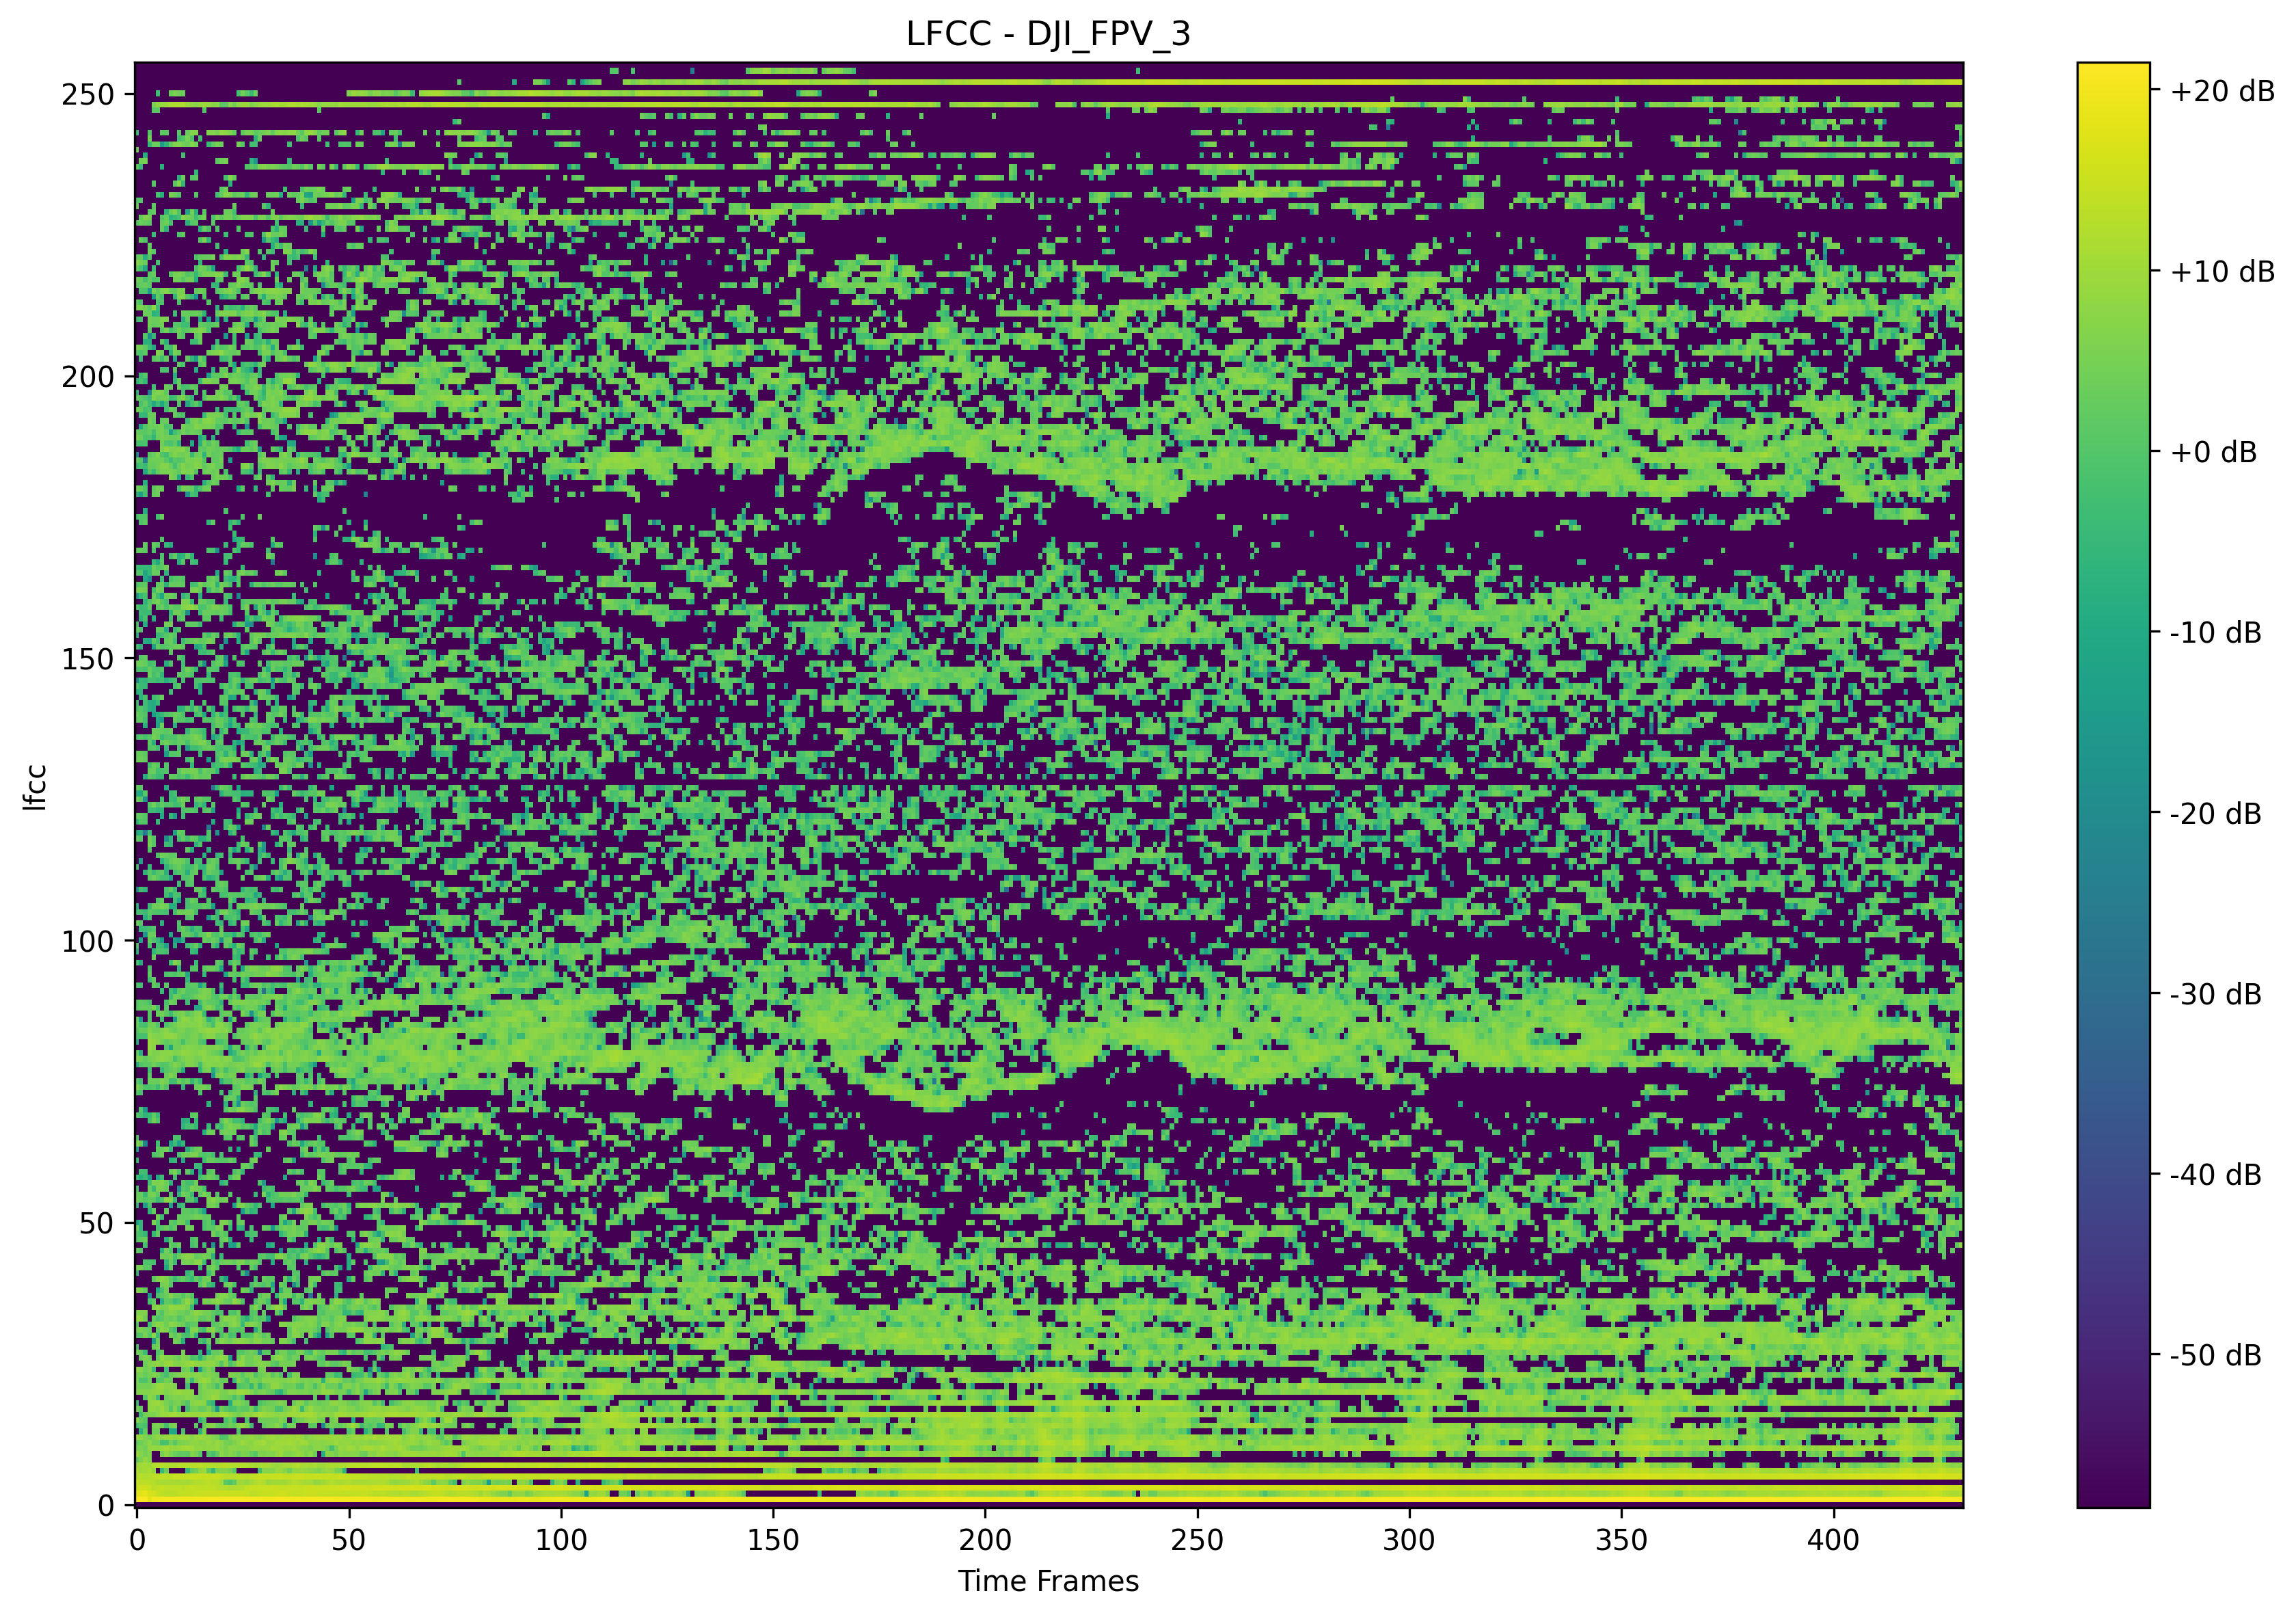 LFCC - DJI_FPV_3
250
200
150
100
50
0
lfcc
0 50 100 150 200 250 300 350 400
Time Frames
+20 dB
+10 dB
+0 dB
-10 dB
-20 dB
-30 dB
-40 dB
-50 dB